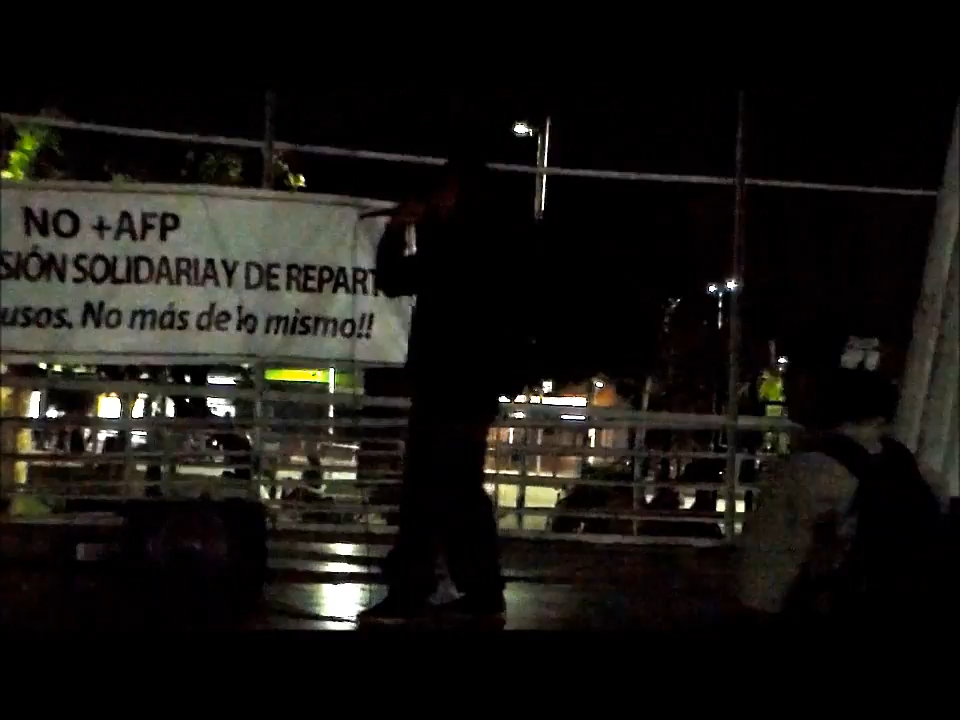 NO +AFP
SIÓN SOLIDARIA Y DE REPART
usos. No más de lo mismo!!